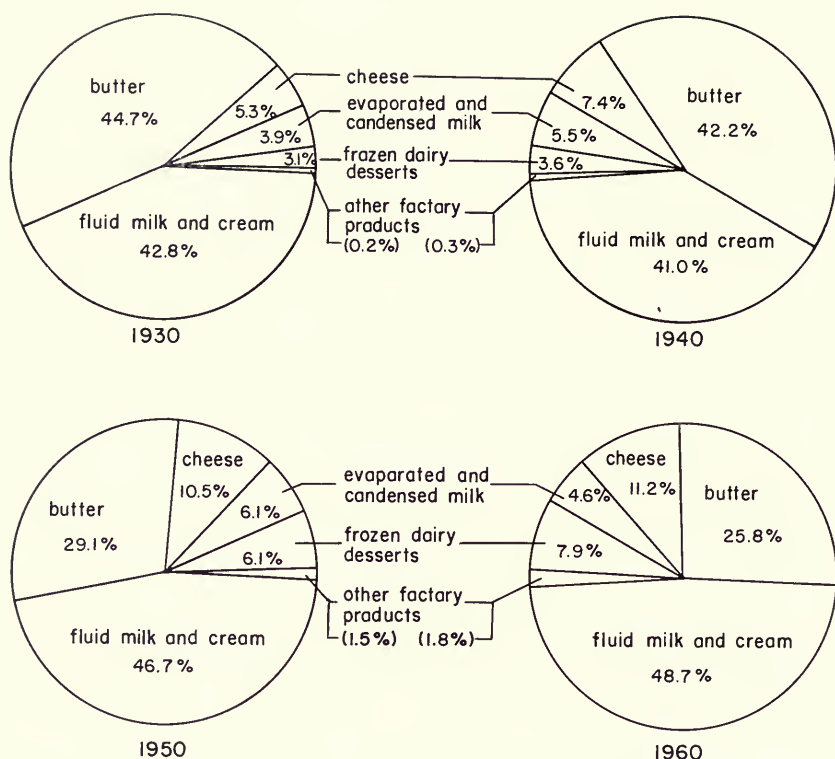 butter
44.7%
5.3%
3.9%
3.1%
fluid milk and cream
42.8%
1930
cheese
evaporated and
candensed milk
frozen dairy
desserts
other factory
products
(0.2%) (0.3%)
7.4%
5.5%
3.6%
butter
42.2%
fluid milk and cream
41.0%
1940
cheese
10.5%
butter
29.1%
6.1%
6.1%
fluid milk and cream
46.7%
1950
evaparated and
candensed milk
frozen dairy
desserts
other factory
products
(1.5%) (1.8%)
cheese
11.2%
4.6%
7.9%
butter
25.8%
fluid milk and cream
48.7%
1960